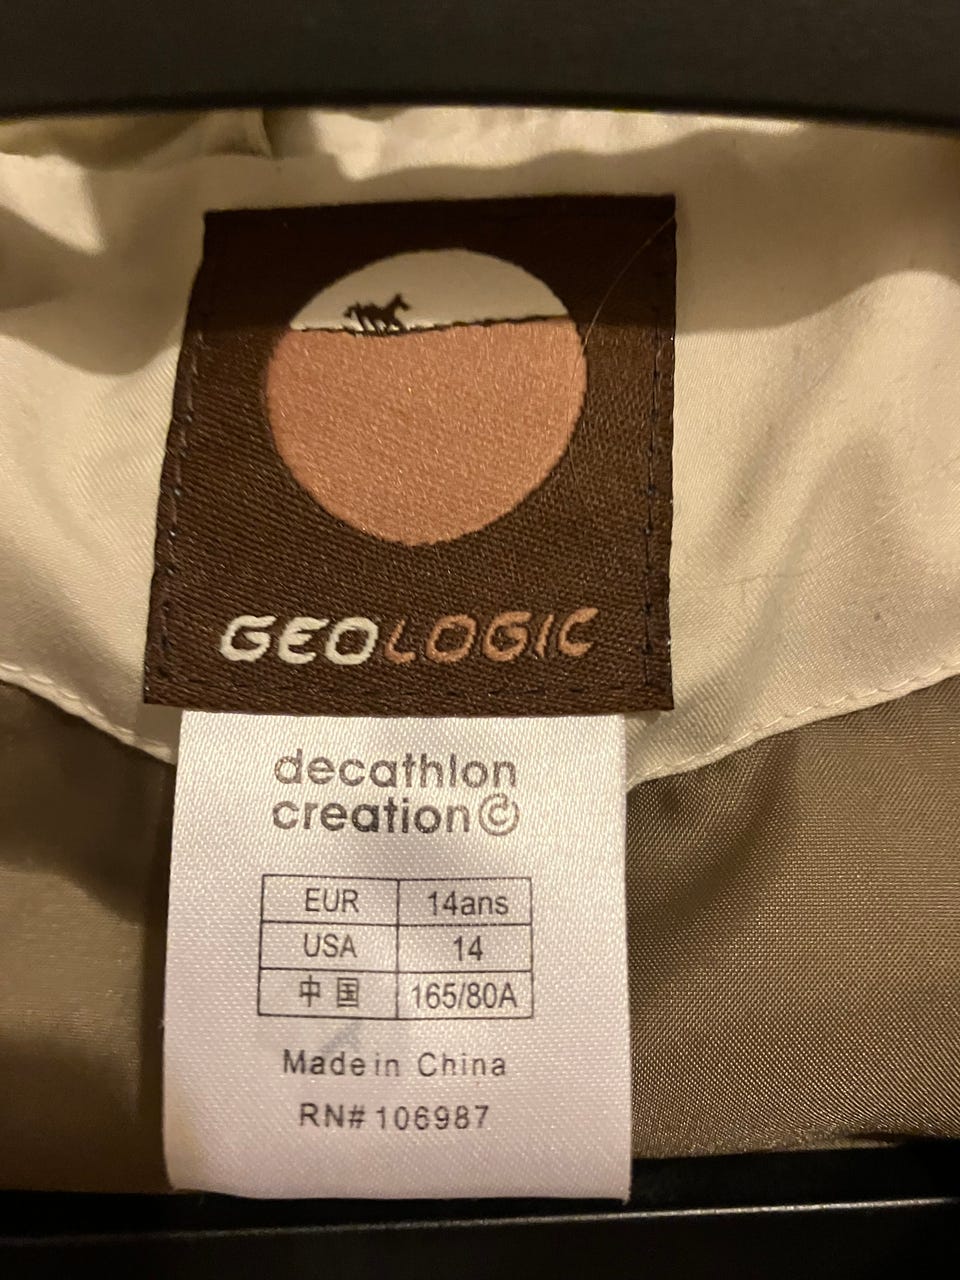 GEOLOGIC
decathlon
creation©
EUR 14ans
USA 14
中国 165/80A
Made in China
RN# 106987